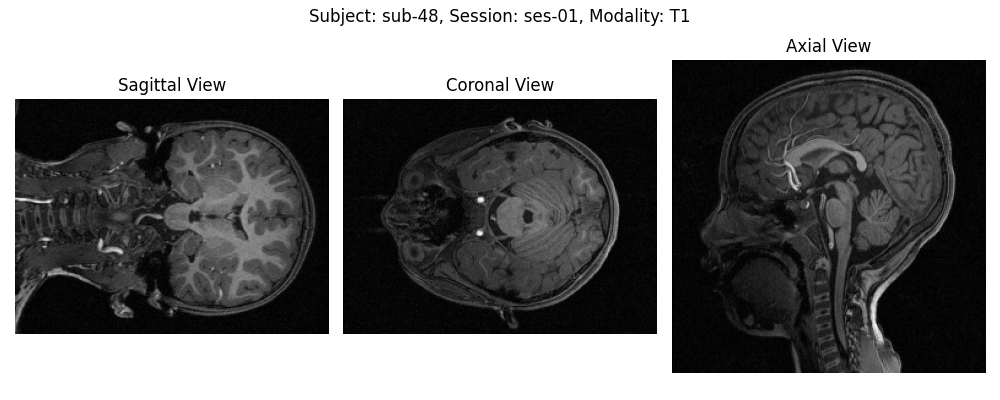 Subject: sub-48, Session: ses-01, Modality: T1
Axial View
Sagittal View
Coronal View